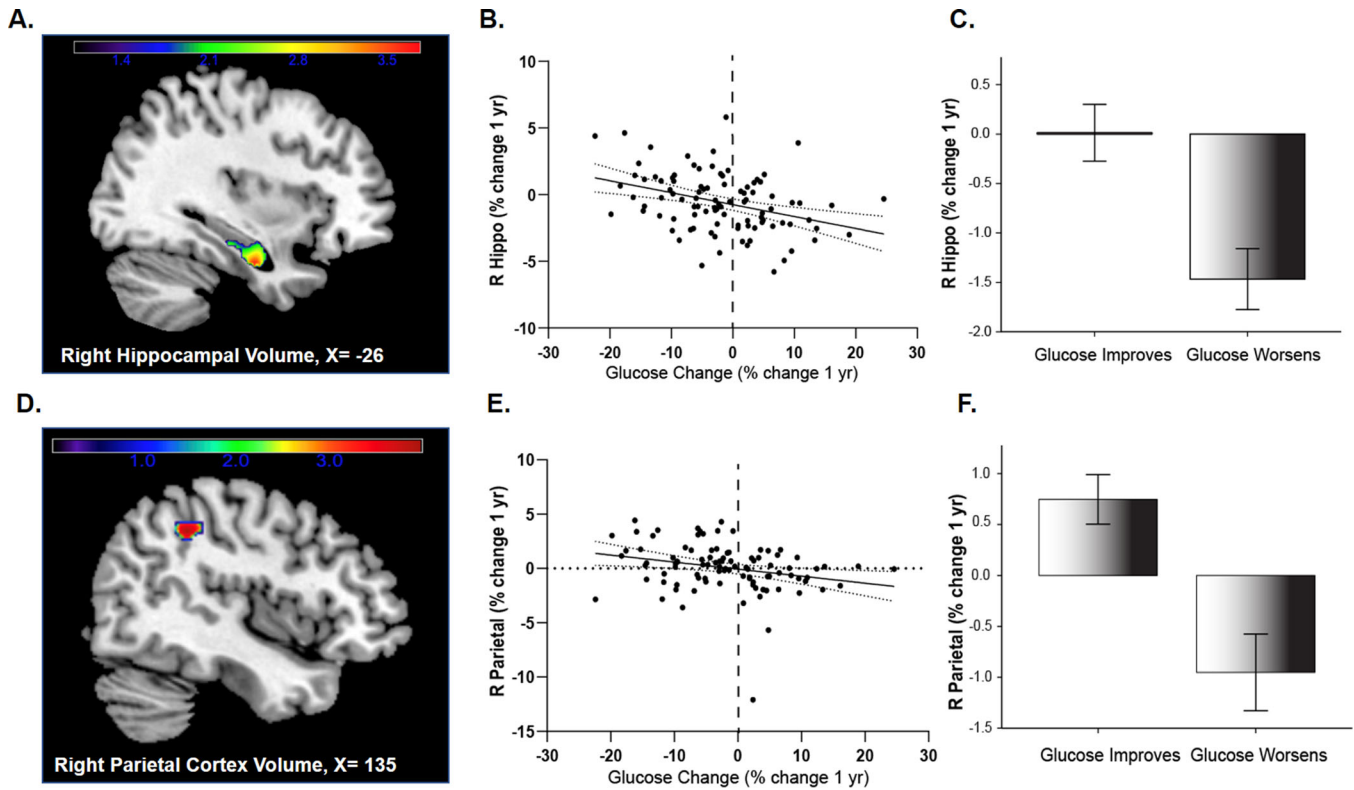 A.
1.4 2.1 2.8 3.5
Right Hippocampal Volume, X= -26
B.
R Hippo (% change 1 yr)
10
5
0
-5
-10
-30 -20 -10 0 10 20 30
Glucose Change (% change 1 yr)
C.
R Hippo (% change 1 yr)
0.5
0.0
-0.5
-1.0
-1.5
-2.0
Glucose Improves Glucose Worsens
D.
1.0 2.0 3.0
Right Parietal Cortex Volume, X= 135
E.
R Parietal (% change 1 yr)
10
5
0
-5
-10
-15
-30 -20 -10 0 10 20 30
Glucose Change (% change 1 yr)
F.
R Parietal (% change 1 yr)
1.0
0.5
0.0
-0.5
-1.0
-1.5
Glucose Improves Glucose Worsens